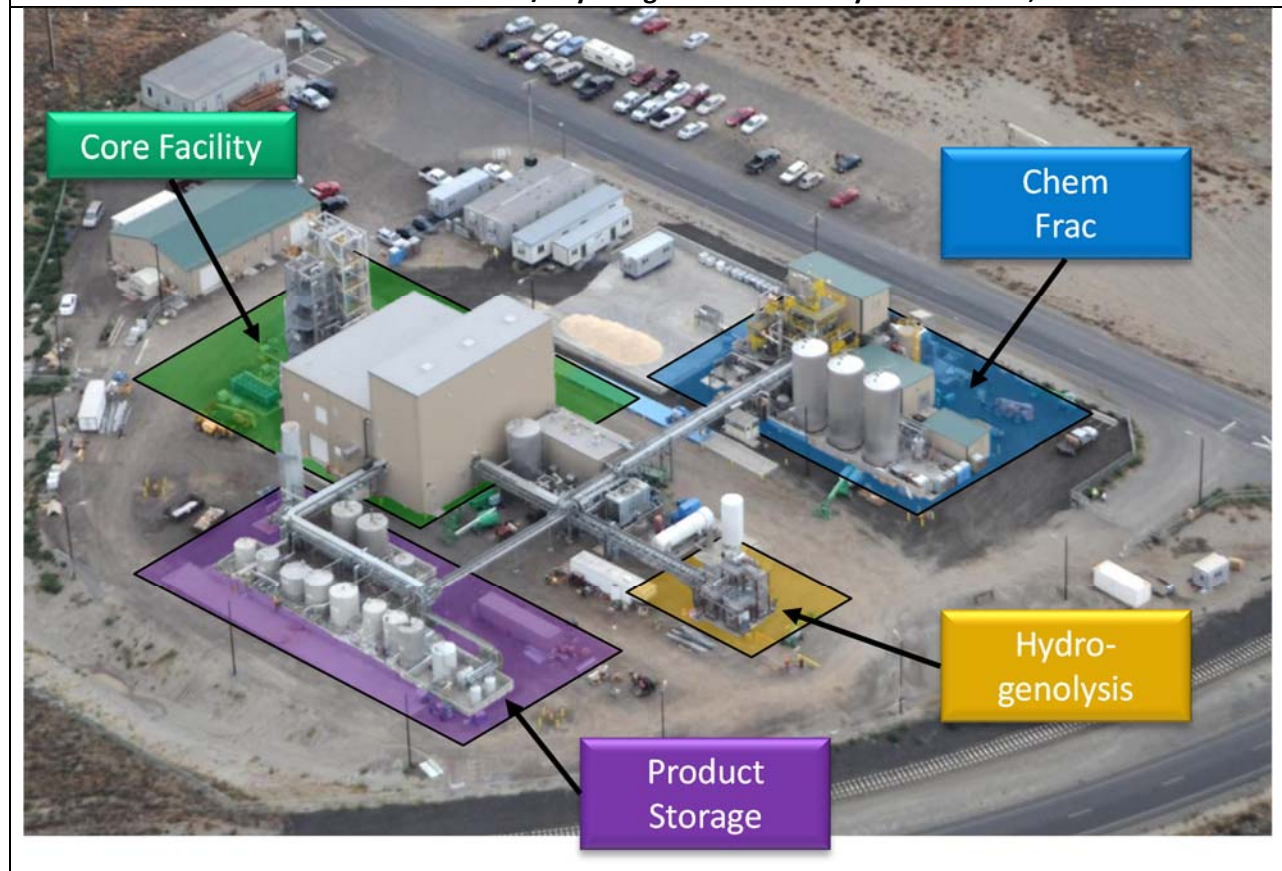 Core Facility
Chem
Frac
Hydro-
genolysis
Product
Storage